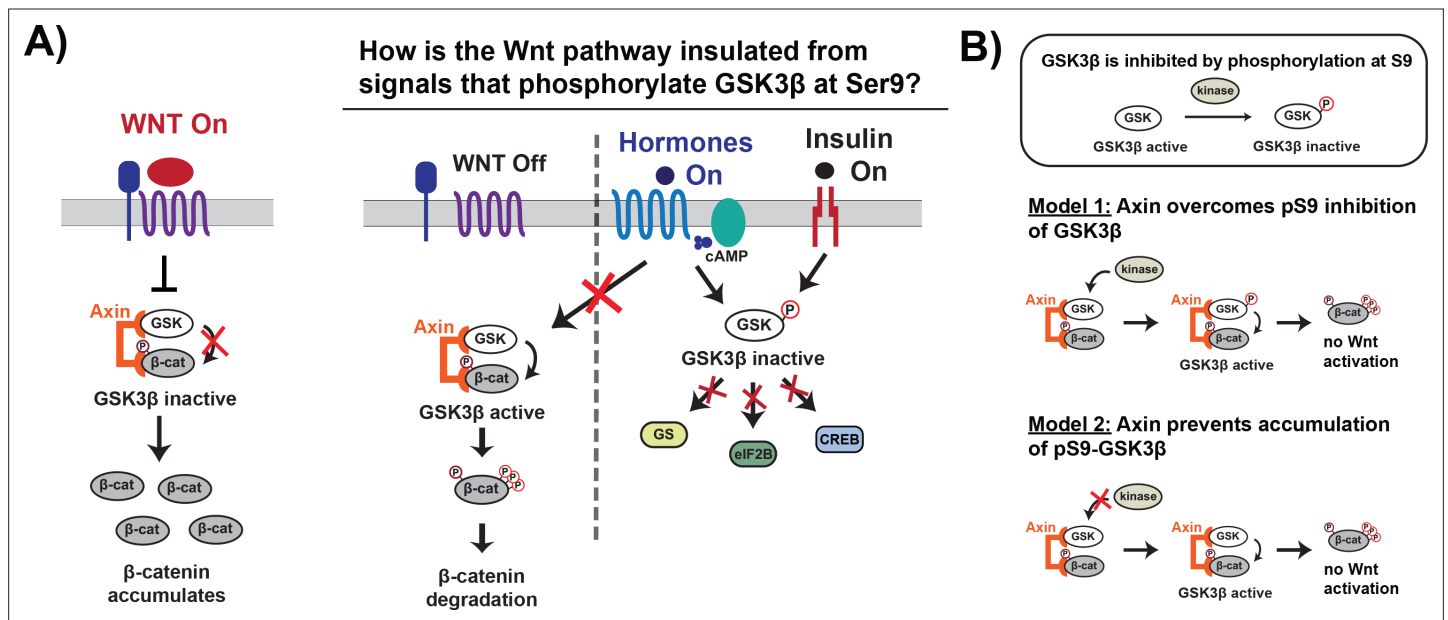 A)
How is the Wnt pathway insulated from
signals that phosphorylate GSK3β at Ser9?
WNT On
Axin
GSK
P
β-cat
GSK3β inactive
β-cat
β-cat
β-cat
β-cat
β-catenin
accumulates
WNT Off
Axin
GSK
P
β-cat
GSK3β active
P
β-cat
P
P
P
β-catenin
degradation
Hormones
On
cAMP
Insulin
On
GSK
P
GSK3β inactive
GS
eIF2B
CREB
B)
GSK3β is inhibited by phosphorylation at S9
kinase
GSK
GSK
P
GSK3β active
GSK3β inactive
Model 1: Axin overcomes pS9 inhibition
of GSK3β
kinase
Axin
GSK
P
β-cat
Axin
GSK
P
P
β-cat
GSK3β active
P
β-cat
P
P
P
no Wnt
activation
Model 2: Axin prevents accumulation
of pS9-GSK3β
kinase
Axin
GSK
P
β-cat
Axin
GSK
P
β-cat
GSK3β active
P
β-cat
P
P
P
no Wnt
activation